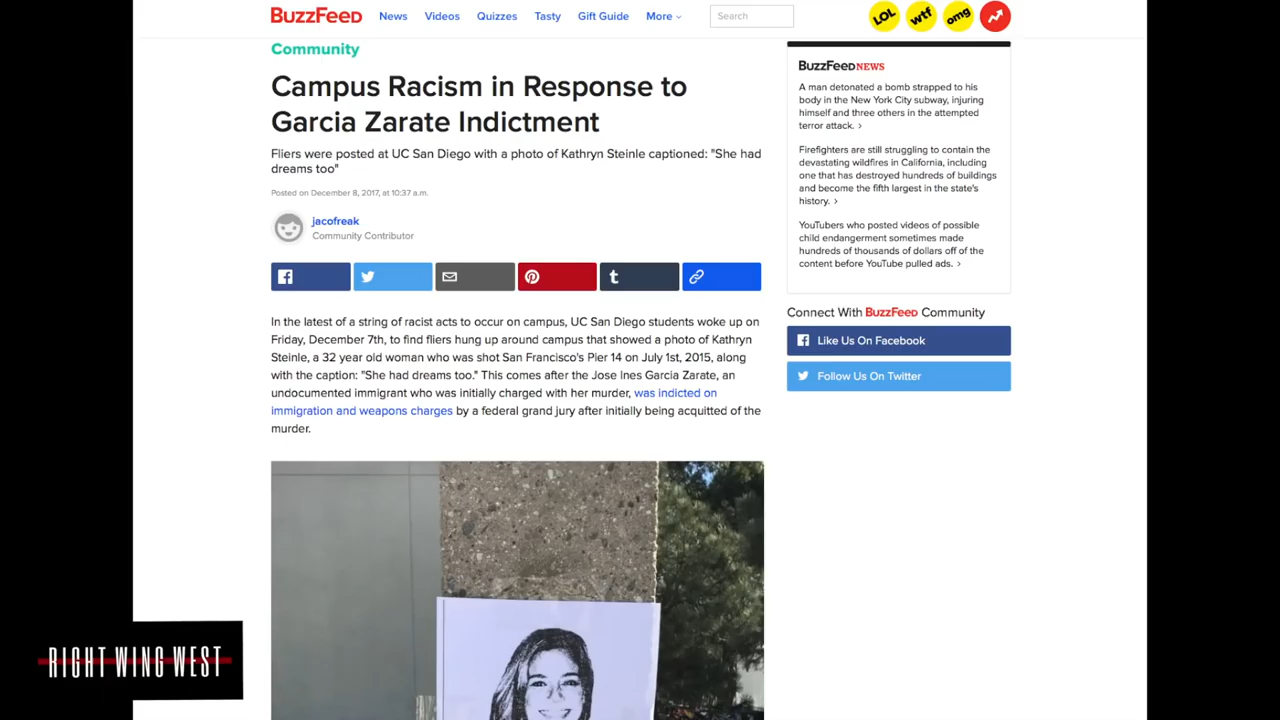 BuzzFeed News Videos Quizzes Tasty Gift Guide More Search LOL wtf omg
Community
Campus Racism in Response to
Garcia Zarate Indictment
Fliers were posted at UC San Diego with a photo of Kathryn Steinle captioned: "She had
dreams too"
Posted on December 8, 2017, at 10:37 a.m.
jacofreak
Community Contributor
In the latest of a string of racist acts to occur on campus, UC San Diego students woke up on
Friday, December 7th, to find fliers hung up around campus that showed a photo of Kathryn
Steinle, a 32 year old woman who was shot San Francisco's Pier 14 on July 1st, 2015, along
with the caption: "She had dreams too." This comes after the Jose Ines Garcia Zarate, an
undocumented immigrant who was initially charged with her murder, was indicted on
immigration and weapons charges by a federal grand jury after initially being acquitted of the
murder.
BuzzFeed NEWS
A man detonated a bomb strapped to his
body in the New York City subway, injuring
himself and three others in the attempted
terror attack. ›
Firefighters are still struggling to contain the
devastating wildfires in California, including
one that has destroyed hundreds of buildings
and become the fifth largest in the state's
history. ›
YouTubers who posted videos of possible
child endangerment sometimes made
hundreds of thousands of dollars off of the
content before YouTube pulled ads. ›
Connect With BuzzFeed Community
Like Us On Facebook
Follow Us On Twitter
RIGHT WING WEST